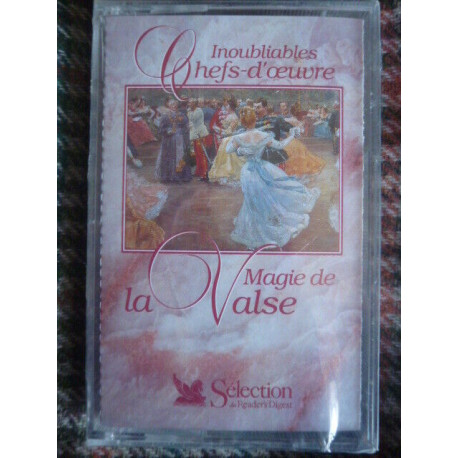 Inoubliables
Chefs-d'œuvre
Magie de
la Valse
Sélection
du Reader's Digest